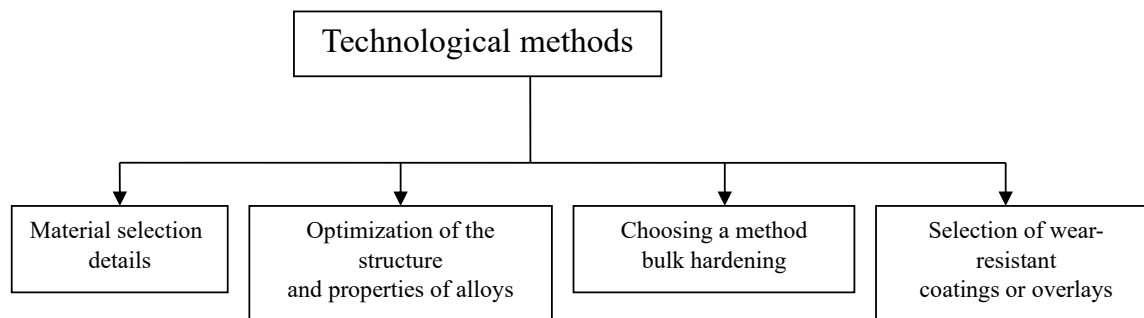 Technological methods
Material selection
details
Optimization of the
structure
and properties of alloys
Choosing a method
bulk hardening
Selection of wear-
resistant
coatings or overlays